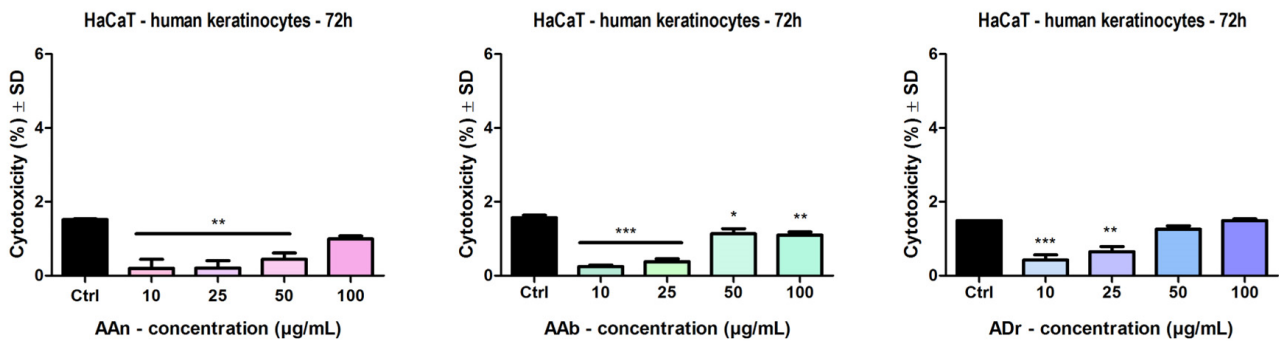 HaCaT - human keratinocytes - 72h
Cytotoxicity (%) ± SD
6
4
2
0
**
Ctrl 10 25 50 100
AAn - concentration (µg/mL)
HaCaT - human keratinocytes - 72h
Cytotoxicity (%) ± SD
6
4
2
0
***
*
**
Ctrl 10 25 50 100
AAb - concentration (µg/mL)
HaCaT - human keratinocytes - 72h
Cytotoxicity (%) ± SD
6
4
2
0
***
**
Ctrl 10 25 50 100
ADr - concentration (µg/mL)